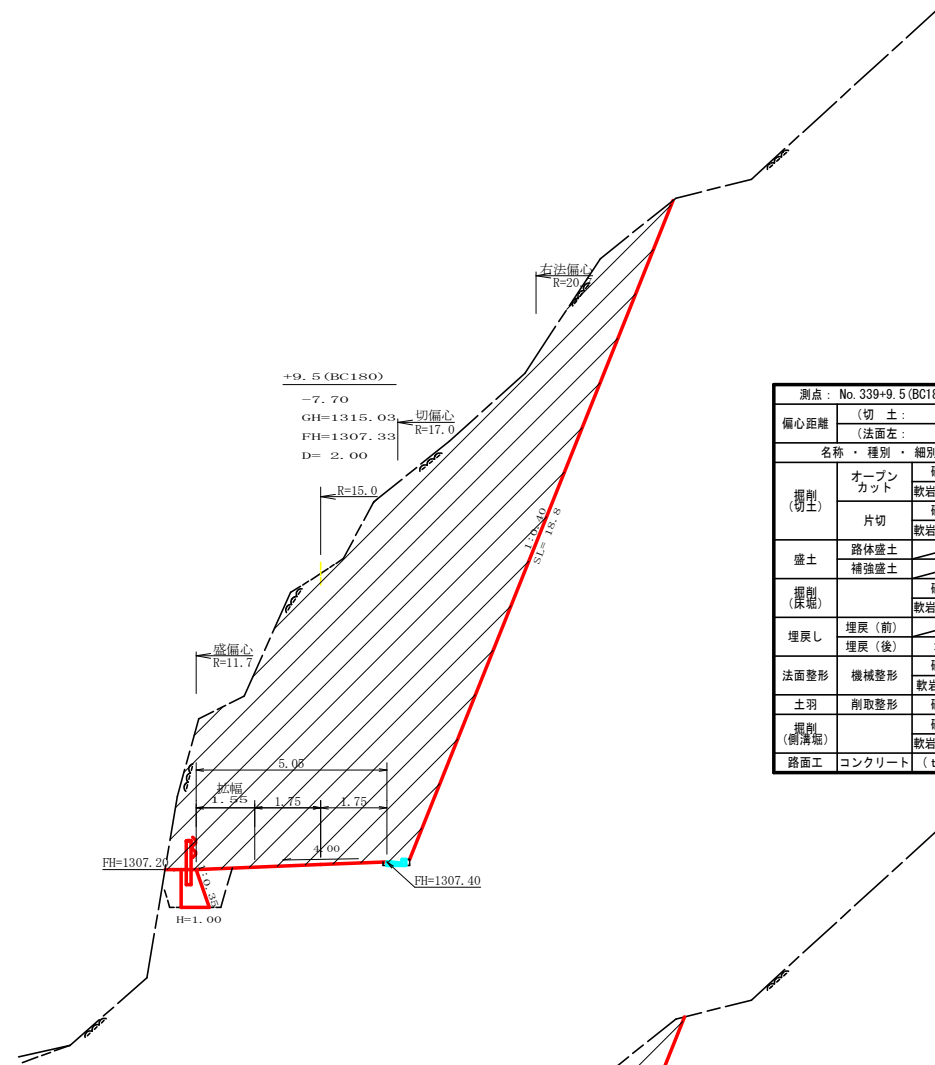 右法偏心
R=20
+9.5(BC180)
-7.70
GH=1315.03
FH=1307.33
D= 2.00
切偏心
R=17.0
R=15.0
1:0.40
SL= 18.8
盛偏心
R=11.7
5.05
拡幅
1.55
1.75
1.75
4.00
FH=1307.20
FH=1307.40
1:0.35
H=1.00
測点: No.339+9.5(BC18
偏心距離 (切 土:
(法面左:
名称 ・ 種別 ・ 細別
掘削(切土) オープンカット
軟岩
片切
軟岩
盛土 路体盛土
補強盛土
掘削(床堀)
軟岩
埋戻し 埋戻(前)
埋戻(後)
法面整形 機械整形
軟岩
土羽 削取整形
掘削(側溝堀)
軟岩
路面工 コンクリート (t